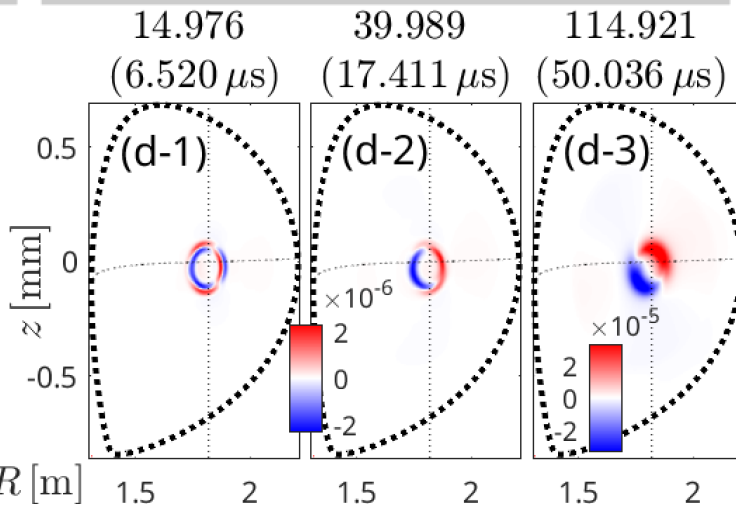 14.976 39.989 114.921
(6.520 μs) (17.411 μs) (50.036 μs)
(d-1) (d-2) (d-3)
0.5
0
-0.5
z [mm]
×10-6
2
0
-2
×10-5
2
0
-2
R [m] 1.5 2 1.5 2 1.5 2